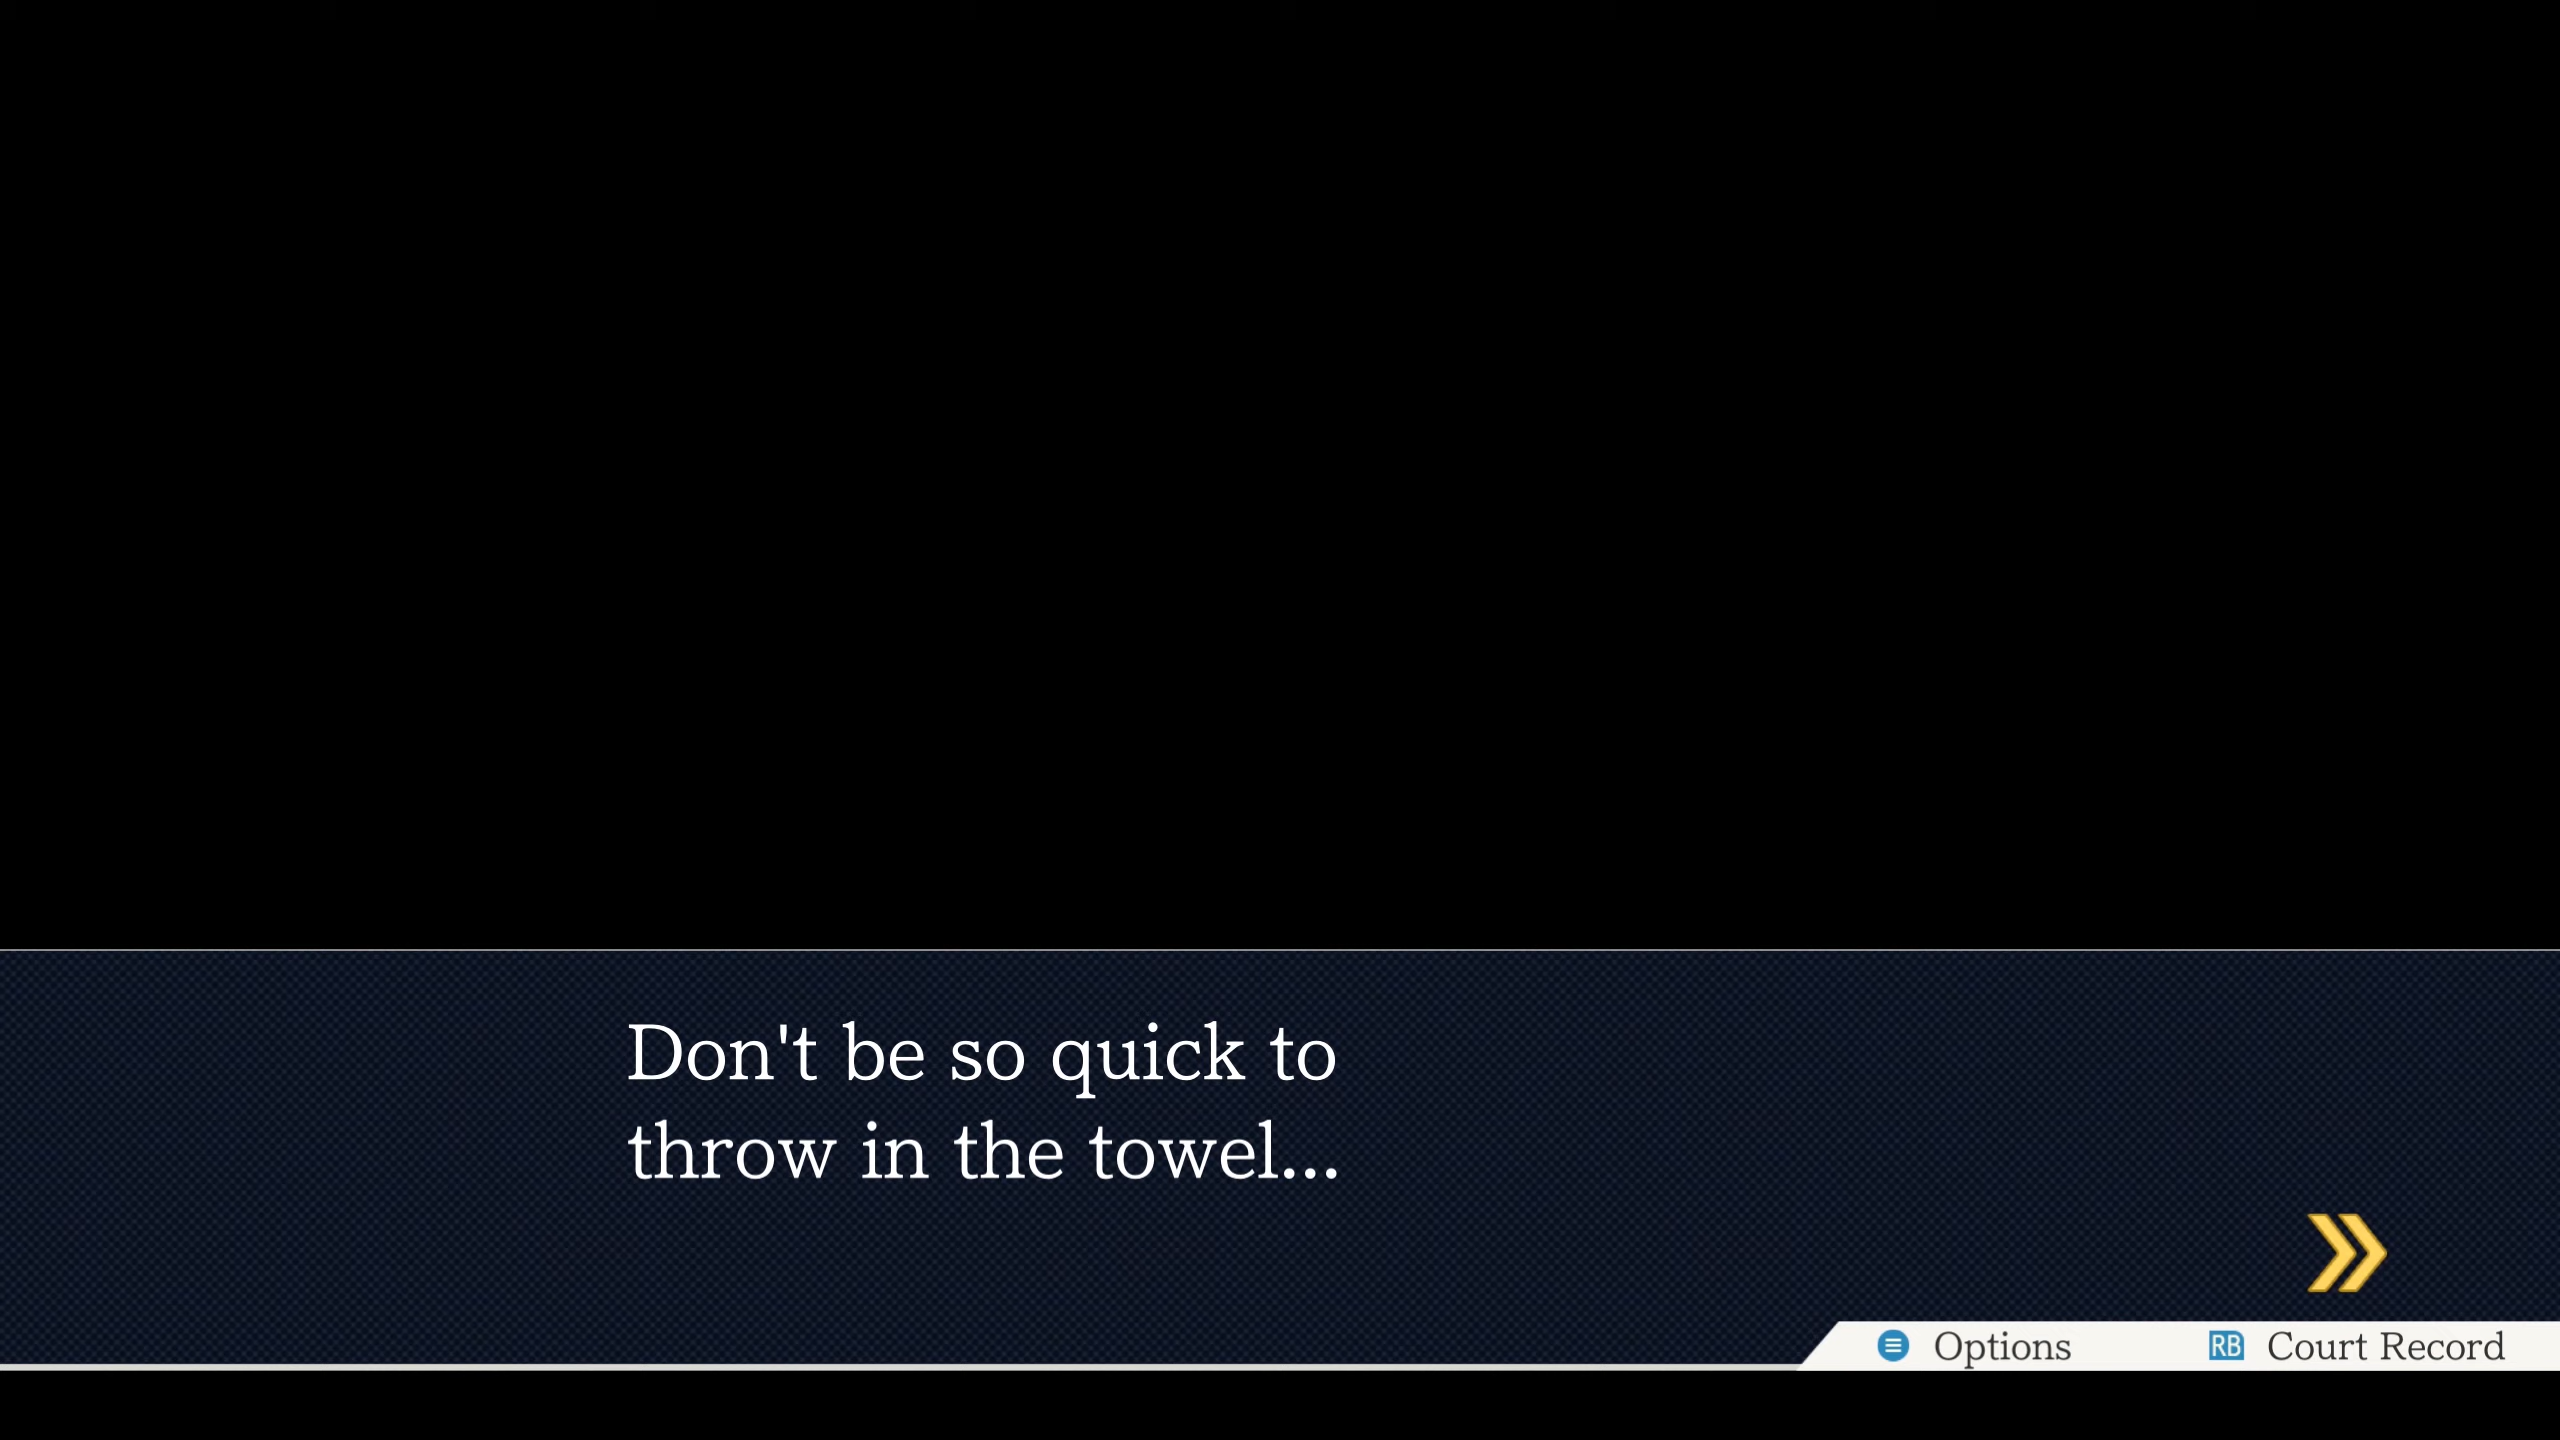 Don't be so quick to
throw in the towel...
Options
RB Court Record